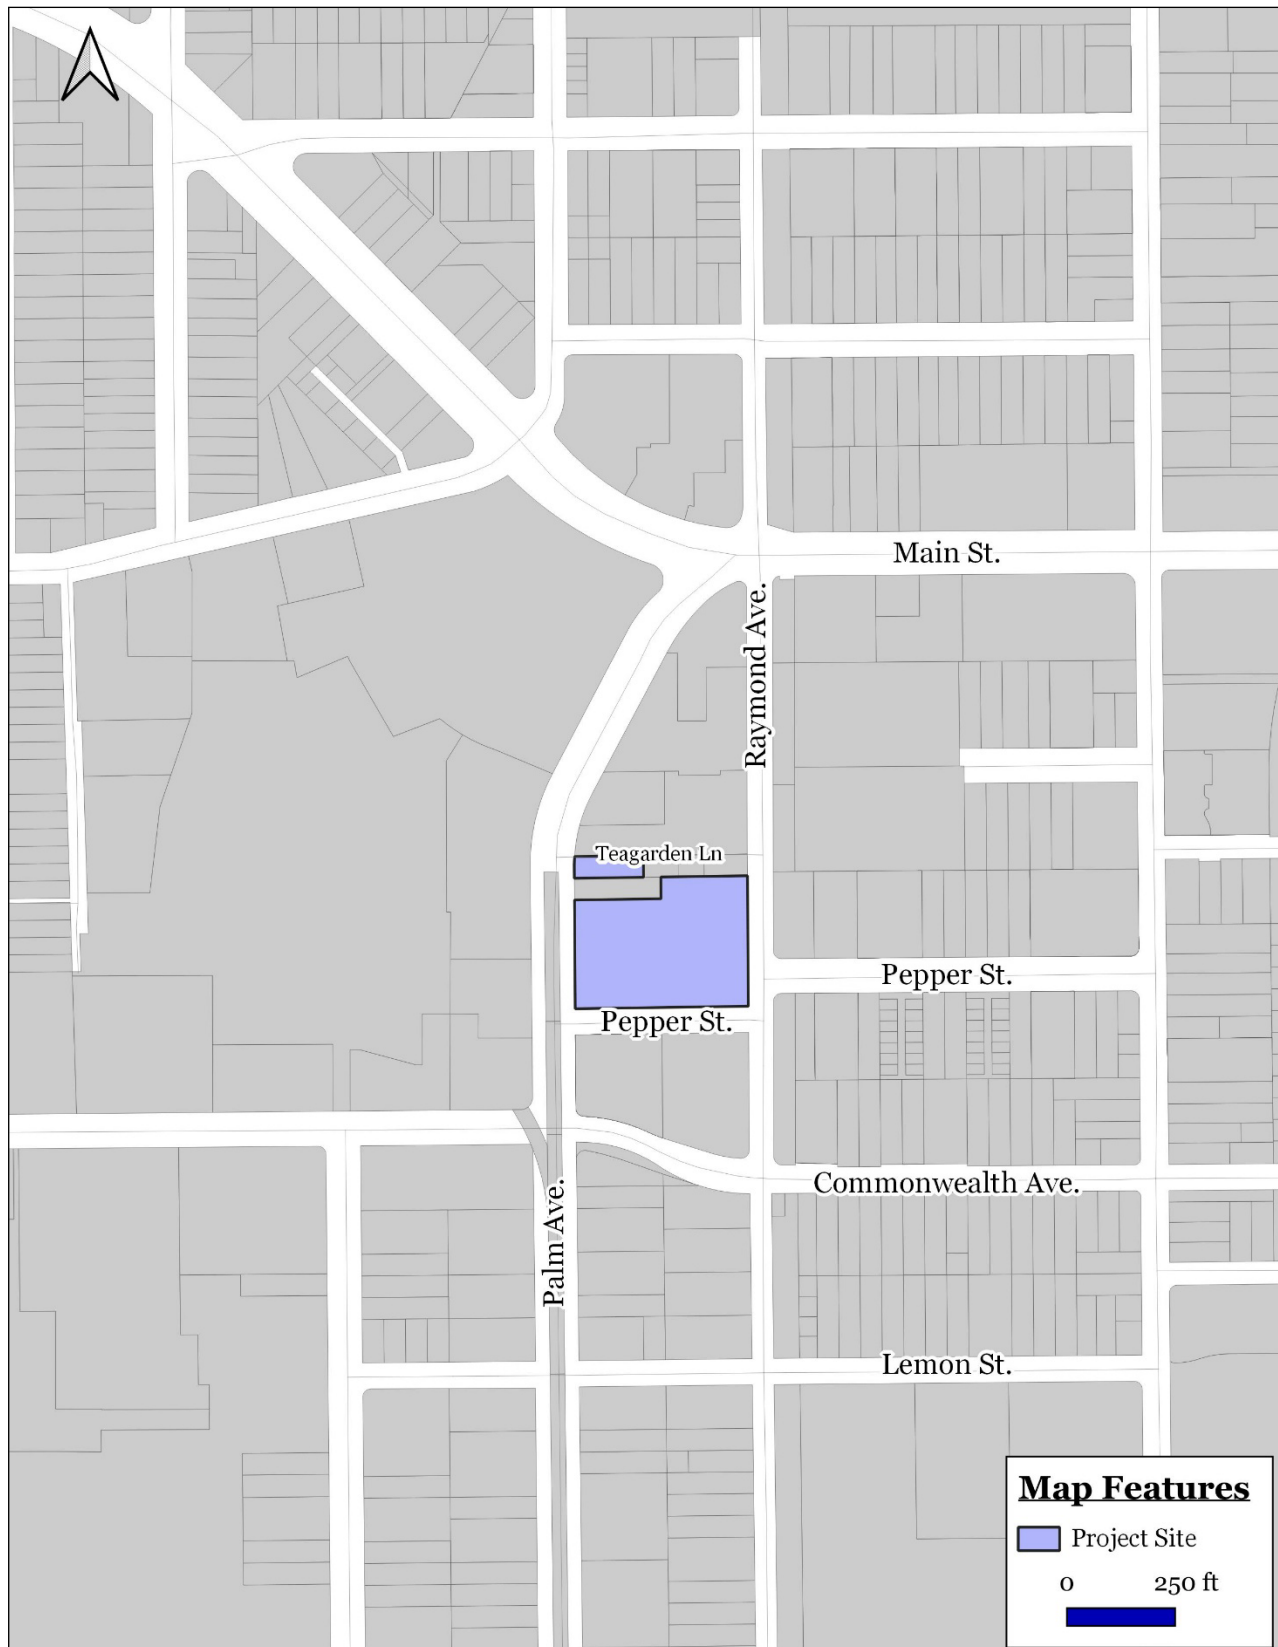 Main St.
Raymond Ave.
Teagarden Ln
Pepper St.
Pepper St.
Commonwealth Ave.
Palm Ave.
Lemon St.
Map Features
Project Site
0 250 ft